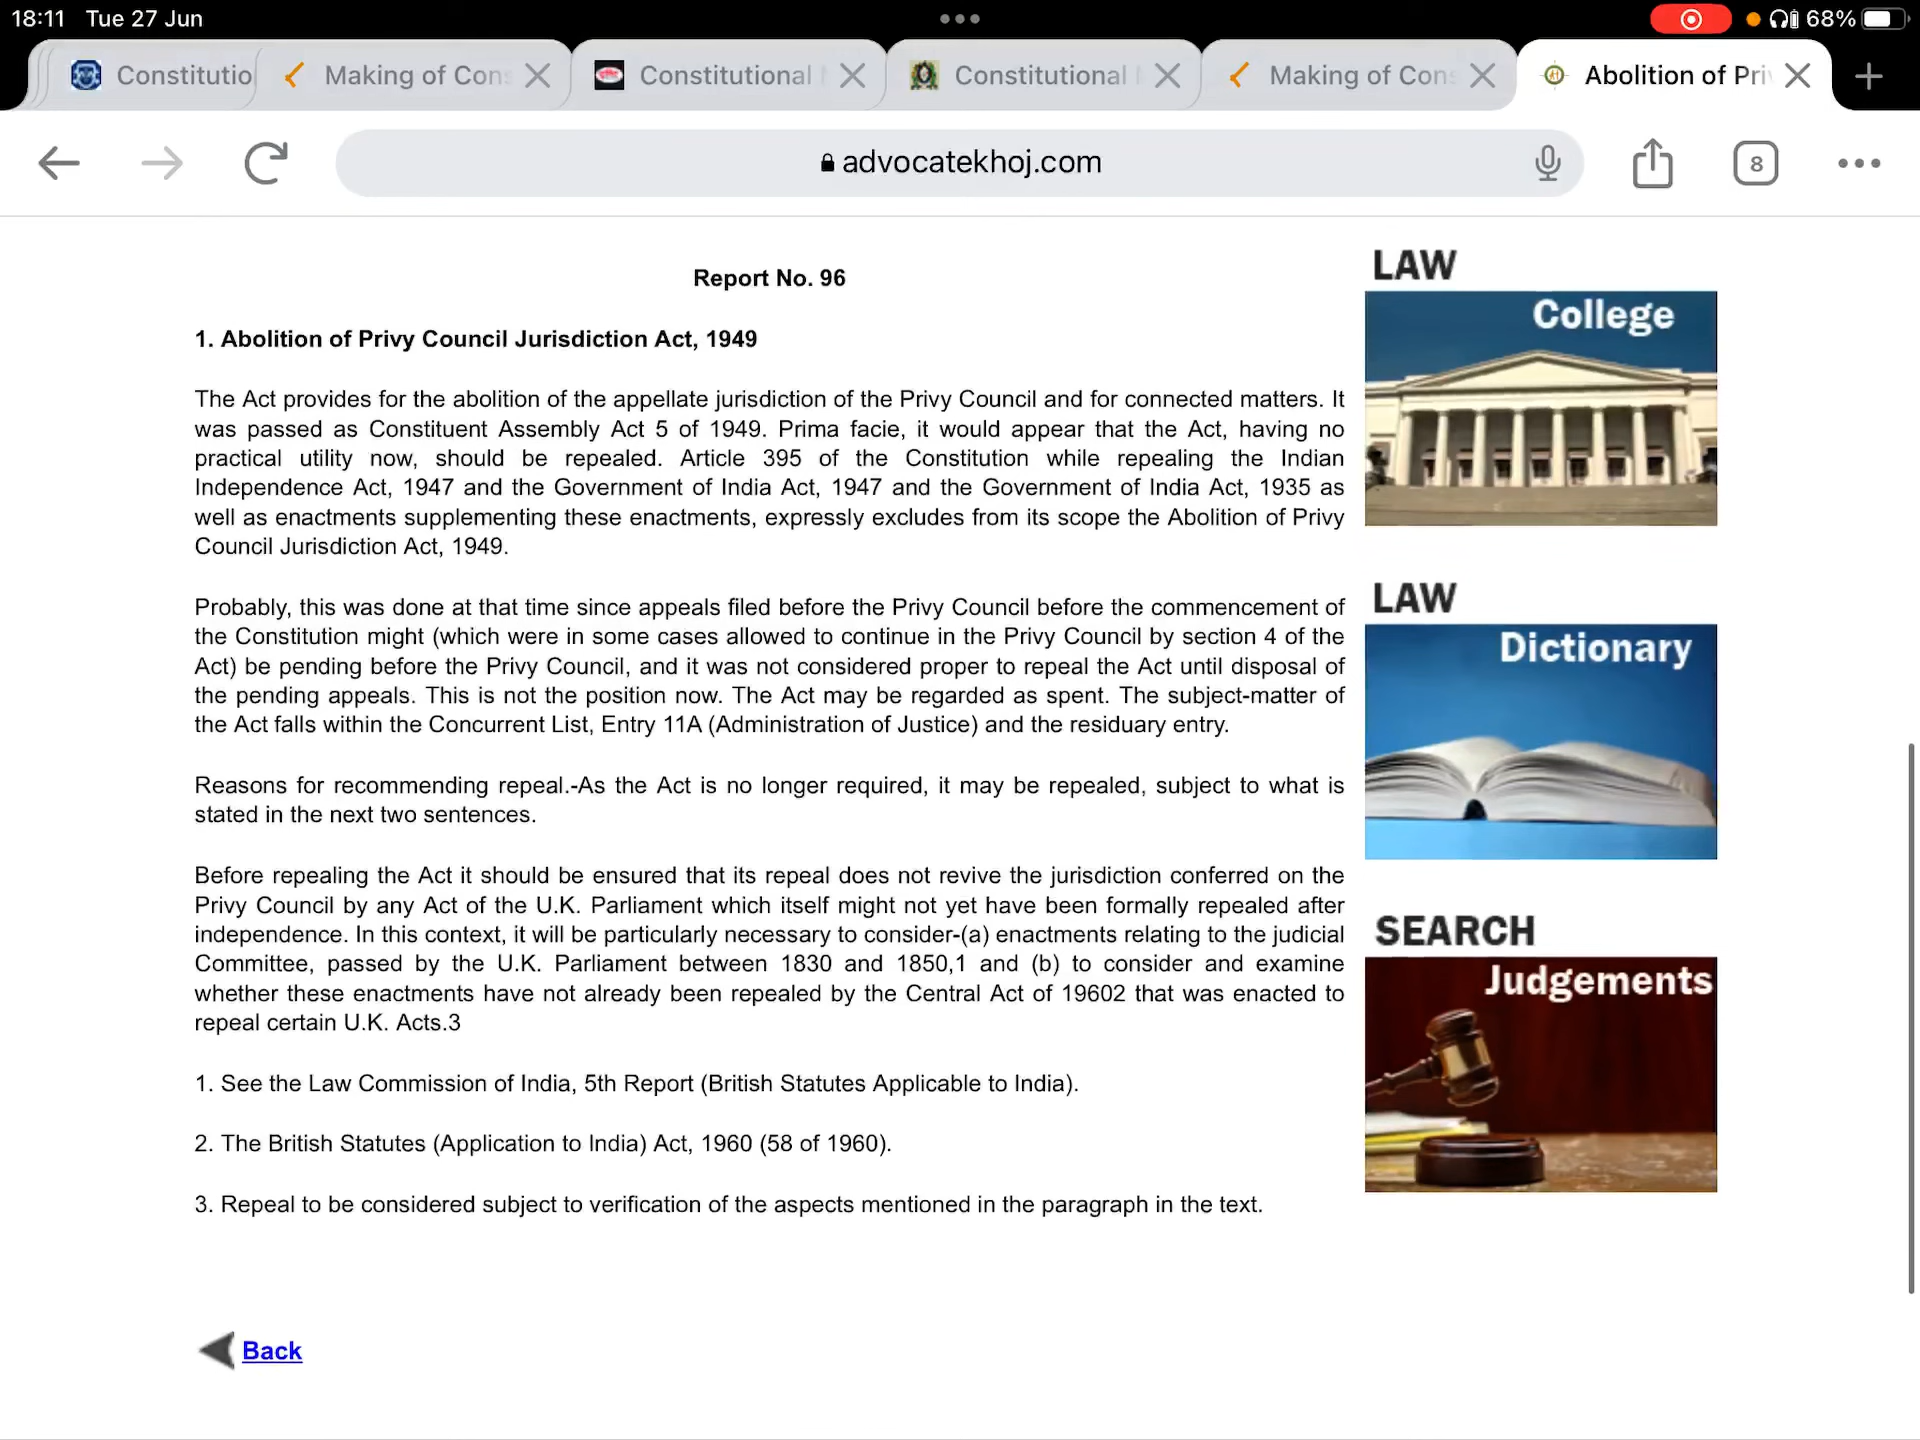 18:11 Tue 27 Jun
68%
Constitutio
Making of Cons
Constitutional
Constitutional
Making of Cons
Abolition of Pri
advocatekhoj.com
8
Report No. 96
1. Abolition of Privy Council Jurisdiction Act, 1949
The Act provides for the abolition of the appellate jurisdiction of the Privy Council and for connected matters. It
was passed as Constituent Assembly Act 5 of 1949. Prima facie, it would appear that the Act, having no
practical utility now, should be repealed. Article 395 of the Constitution while repealing the Indian
Independence Act, 1947 and the Government of India Act, 1947 and the Government of India Act, 1935 as
well as enactments supplementing these enactments, expressly excludes from its scope the Abolition of Privy
Council Jurisdiction Act, 1949.
Probably, this was done at that time since appeals filed before the Privy Council before the commencement of
the Constitution might (which were in some cases allowed to continue in the Privy Council by section 4 of the
Act) be pending before the Privy Council, and it was not considered proper to repeal the Act until disposal of
the pending appeals. This is not the position now. The Act may be regarded as spent. The subject-matter of
the Act falls within the Concurrent List, Entry 11A (Administration of Justice) and the residuary entry.
Reasons for recommending repeal.-As the Act is no longer required, it may be repealed, subject to what is
stated in the next two sentences.
Before repealing the Act it should be ensured that its repeal does not revive the jurisdiction conferred on the
Privy Council by any Act of the U.K. Parliament which itself might not yet have been formally repealed after
independence. In this context, it will be particularly necessary to consider-(a) enactments relating to the judicial
Committee, passed by the U.K. Parliament between 1830 and 1850,1 and (b) to consider and examine
whether these enactments have not already been repealed by the Central Act of 19602 that was enacted to
repeal certain U.K. Acts.3
1. See the Law Commission of India, 5th Report (British Statutes Applicable to India).
2. The British Statutes (Application to India) Act, 1960 (58 of 1960).
3. Repeal to be considered subject to verification of the aspects mentioned in the paragraph in the text.
Back
LAW
College
LAW
Dictionary
SEARCH
Judgements